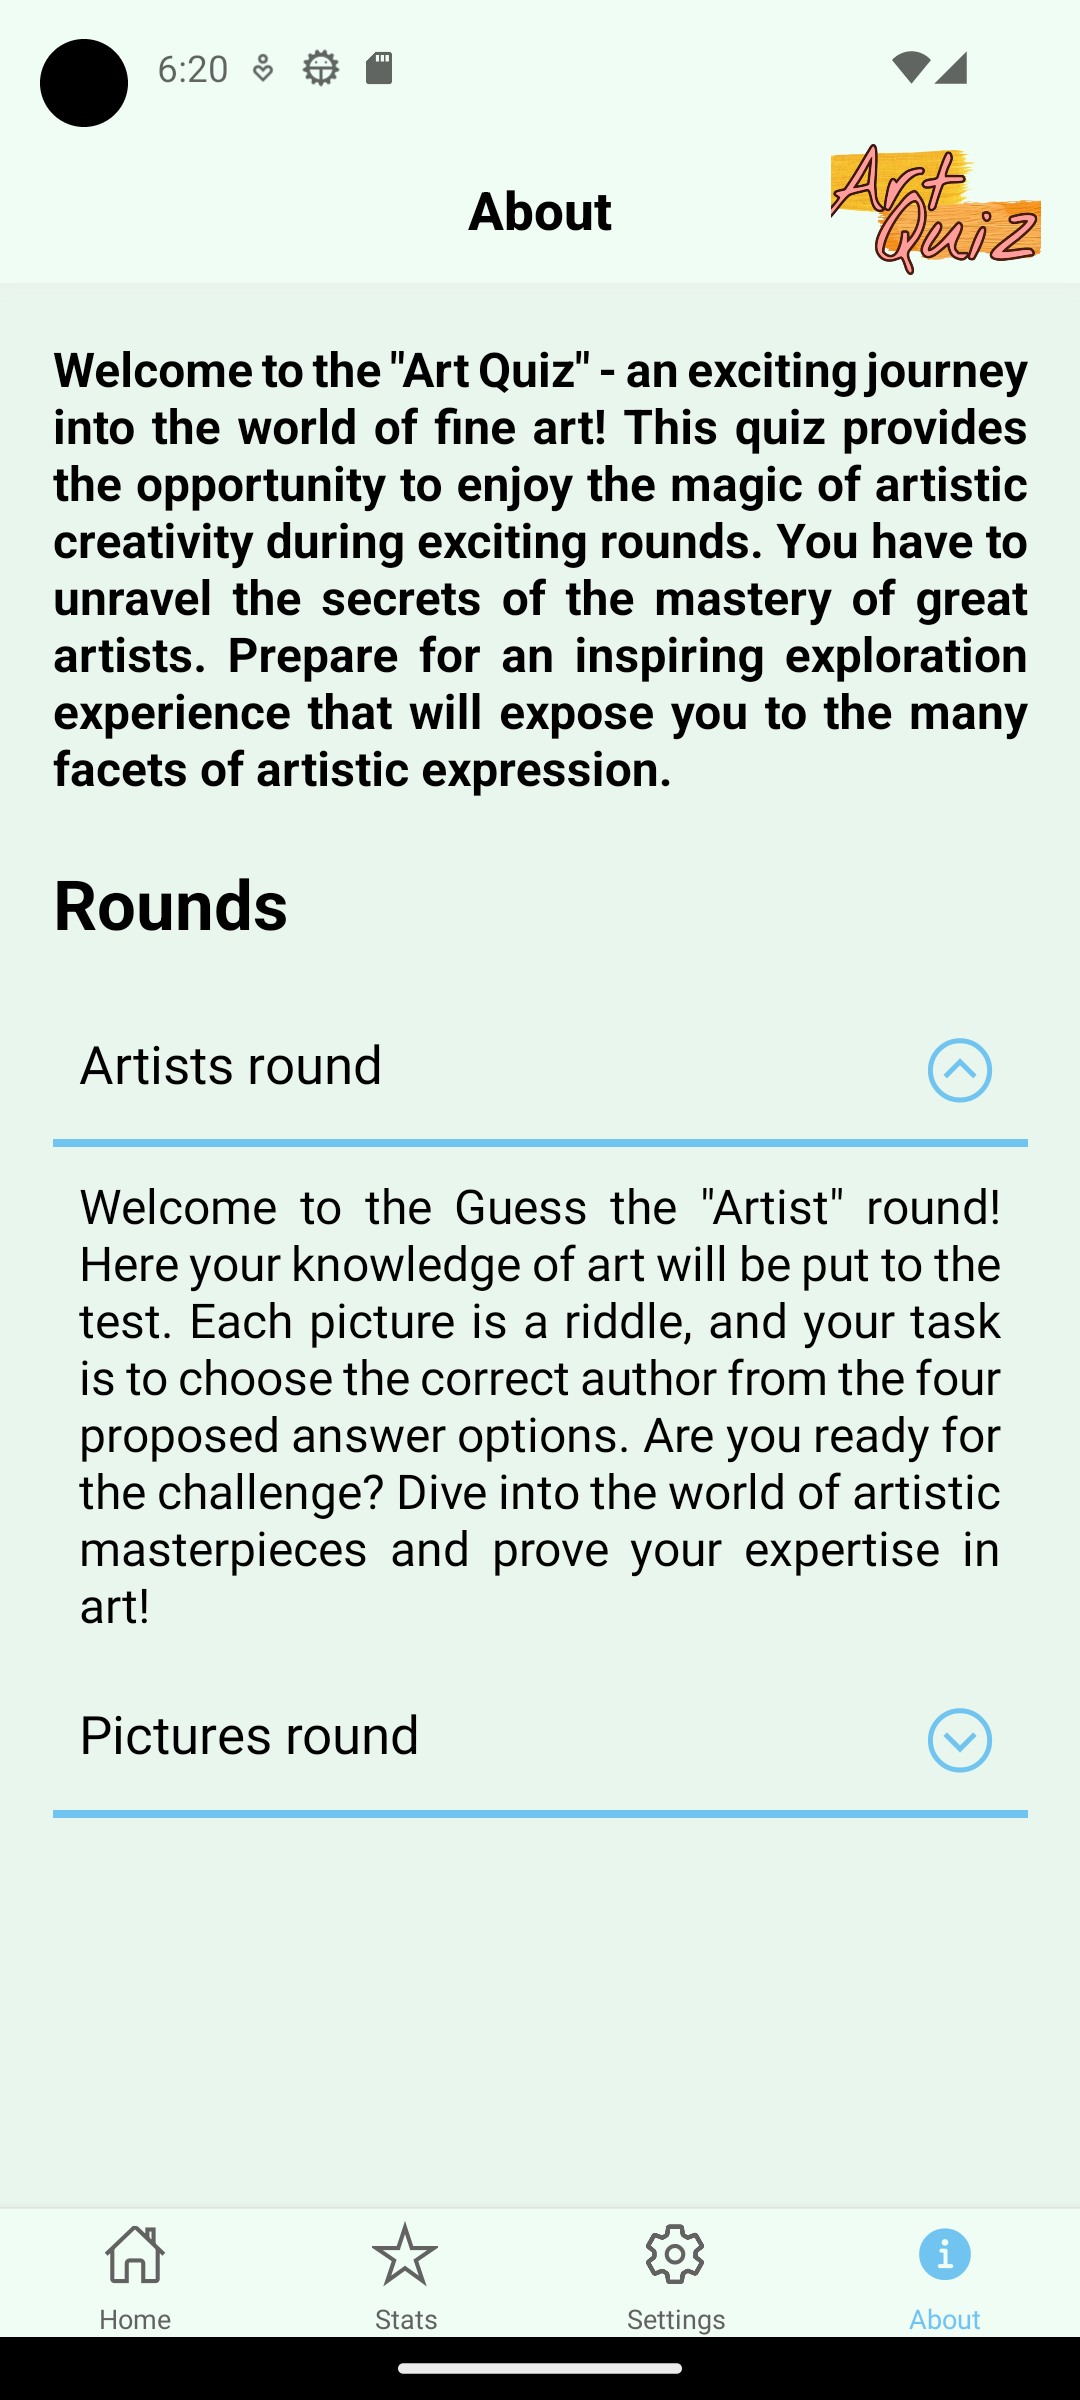 6:20
About
Art
Quiz
Welcome to the "Art Quiz" - an exciting journey
into the world of fine art! This quiz provides
the opportunity to enjoy the magic of artistic
creativity during exciting rounds. You have to
unravel the secrets of the mastery of great
artists. Prepare for an inspiring exploration
experience that will expose you to the many
facets of artistic expression.
Rounds
Artists round
Welcome to the Guess the "Artist" round!
Here your knowledge of art will be put to the
test. Each picture is a riddle, and your task
is to choose the correct author from the four
proposed answer options. Are you ready for
the challenge? Dive into the world of artistic
masterpieces and prove your expertise in
art!
Pictures round
Home
Stats
Settings
About